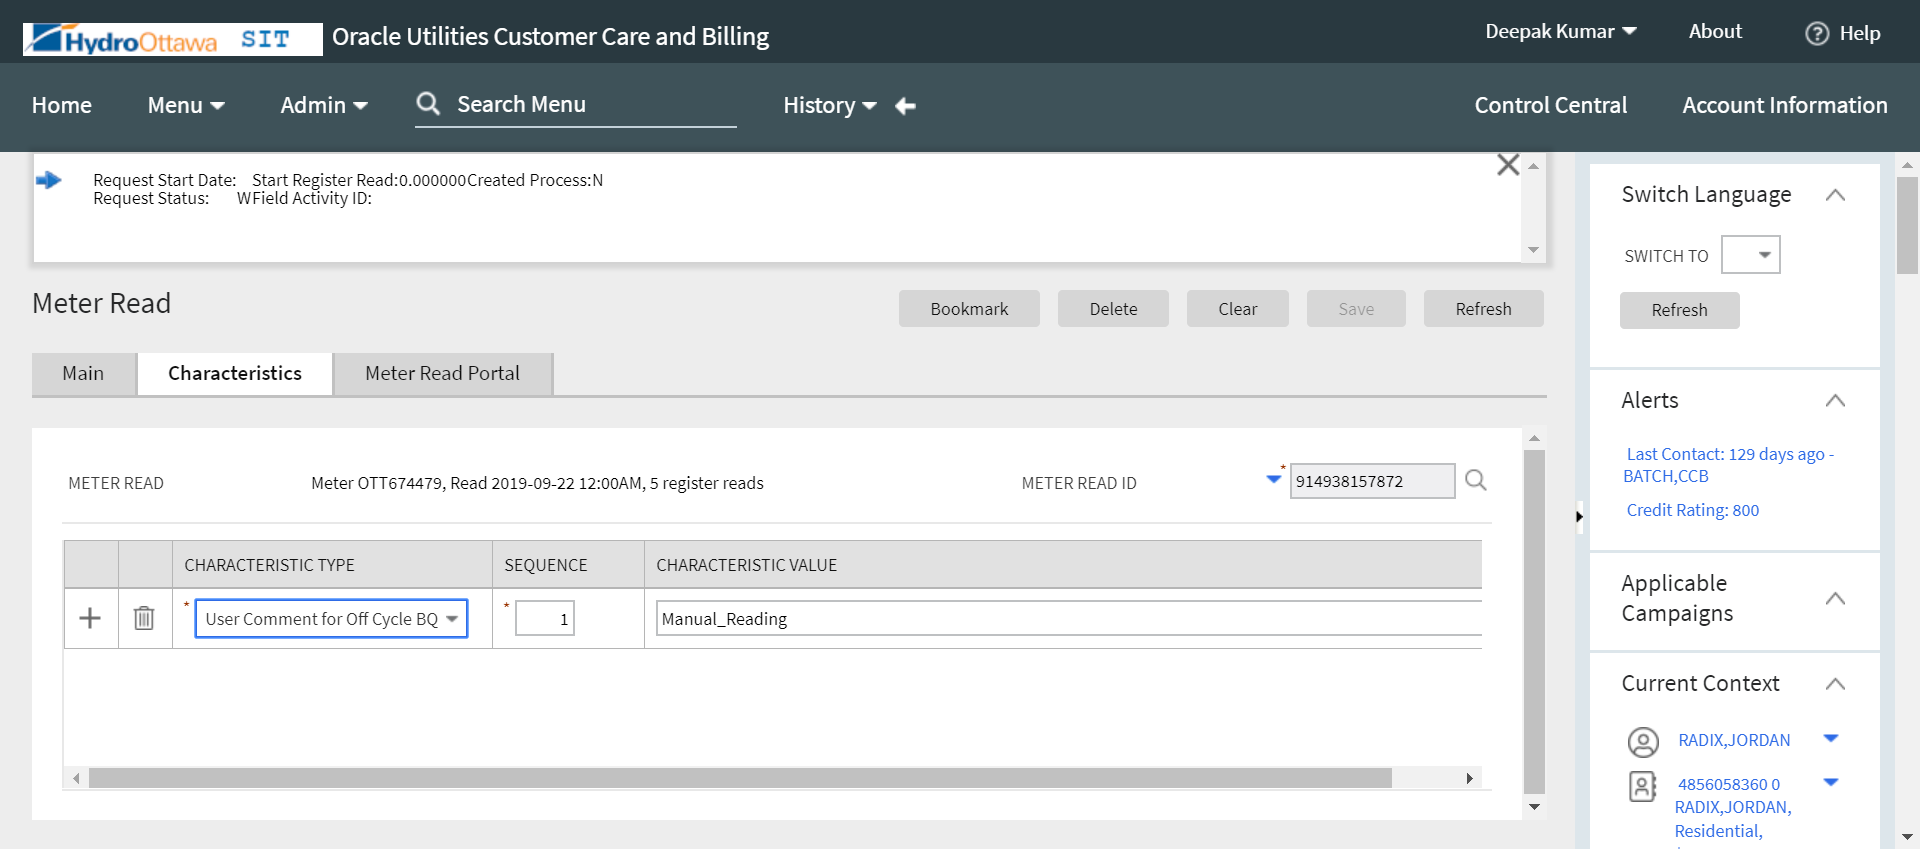 HydroOttawa SIT Oracle Utilities Customer Care and Billing
Deepak Kumar About ? Help
Home Menu Admin Search Menu History Control Central Account Information
Request Start Date: Start Register Read:0.000000Created Process:N
Request Status: WField Activity ID:
Meter Read
Bookmark Delete Clear Save Refresh
Main Characteristics Meter Read Portal
METER READ Meter OTT674479, Read 2019-09-22 12:00AM, 5 register reads METER READ ID * 914938157872
CHARACTERISTIC TYPE SEQUENCE CHARACTERISTIC VALUE
* User Comment for Off Cycle BQ * 1 Manual_Reading
Switch Language
SWITCH TO
Refresh
Alerts
Last Contact: 129 days ago -
BATCH,CCB
Credit Rating: 800
Applicable
Campaigns
Current Context
RADIX,JORDAN
4856058360 0
RADIX,JORDAN,
Residential,